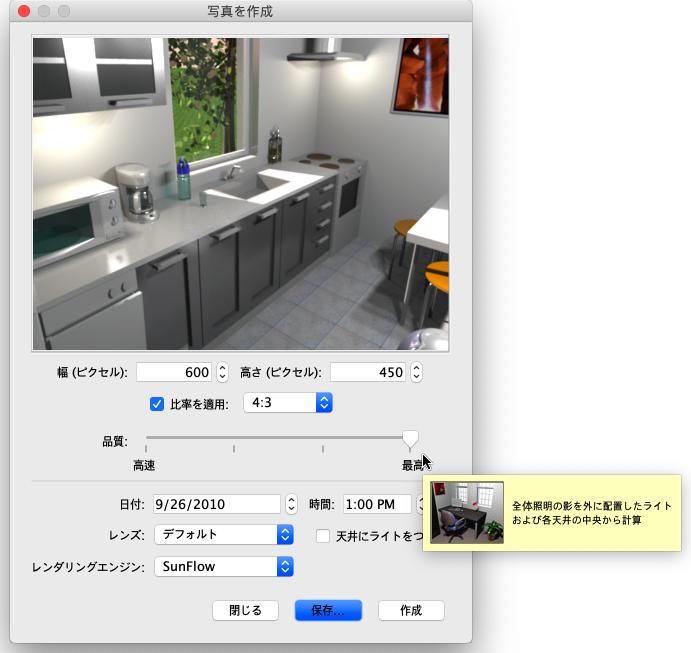 写真を作成
幅 (ピクセル): 600 高さ (ピクセル): 450
比率を適用: 4:3
品質:
高速 最高
全体照明の影を外に配置したライト
および各天井の中央から計算
日付: 9/26/2010 時間: 1:00 PM
レンズ: デフォルト 天井にライトをつ
レンダリングエンジン: SunFlow
閉じる 保存... 作成